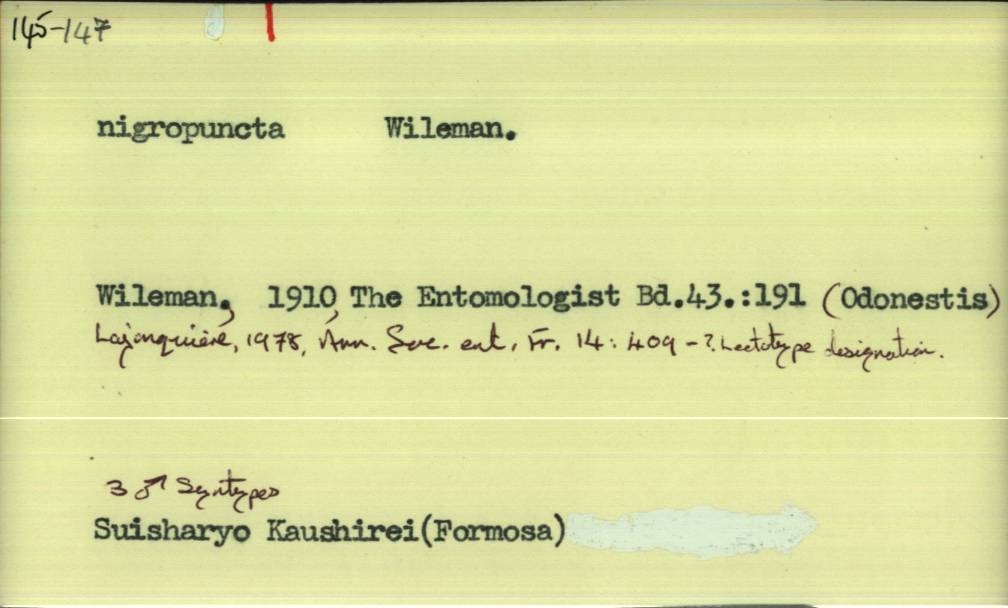 145-147
nigropuncta Wileman.
Wileman, 1910, The Entomologist Bd.43.:191 (Odonestis)
Lajonquière, 1978, Ann. Soc. ent. Fr. 14: 409 - ? Lectotype designation.
3 ♂ Syntypes
Suisharyo Kaushirei(Formosa)